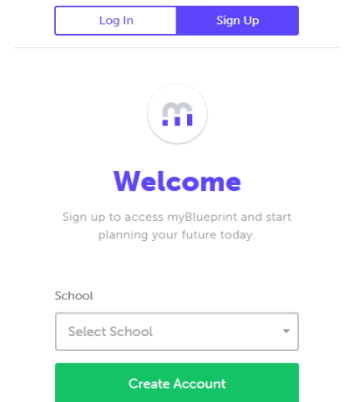 Log In
Sign Up
m
Welcome
Sign up to access myBlueprint and start
planning your future today.
School
Select School
Create Account